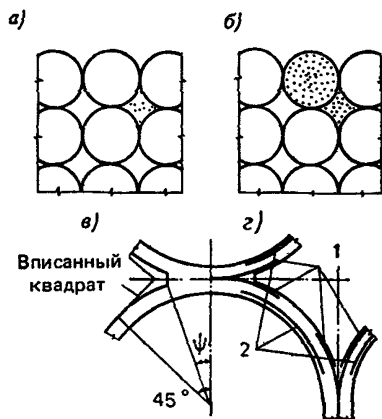 а)
б)
в)
г)
1
Вписанный
квадрат
2
ψ
45°